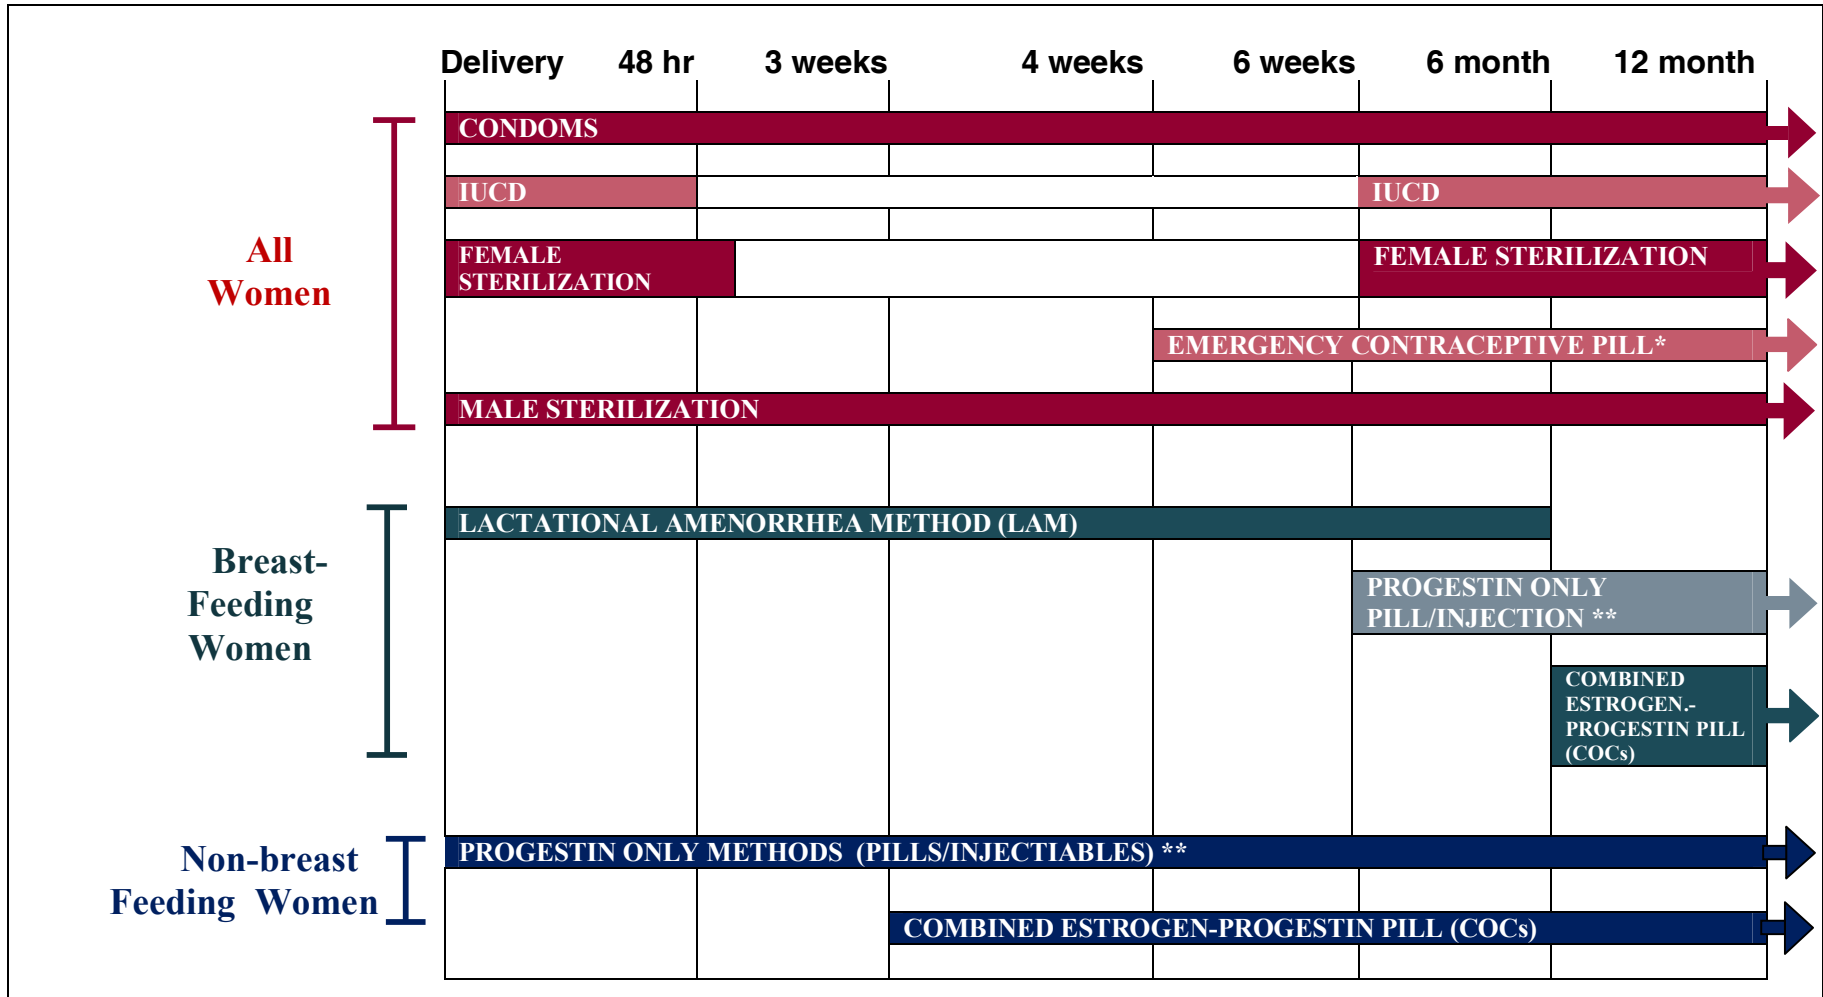 Delivery 48 hr 3 weeks 4 weeks 6 weeks 6 month 12 month
CONDOMS
IUCD IUCD
All
Women
FEMALE
STERILIZATION
FEMALE STERILIZATION
EMERGENCY CONTRACEPTIVE PILL*
MALE STERILIZATION
Breast-
Feeding
Women
LACTATIONAL AMENORRHEA METHOD (LAM)
PROGESTIN ONLY
PILL/INJECTION **
COMBINED
ESTROGEN.-
PROGESTIN PILL
(COCs)
Non-breast
Feeding Women
PROGESTIN ONLY METHODS (PILLS/INJECTIABLES) **
COMBINED ESTROGEN-PROGESTIN PILL (COCs)